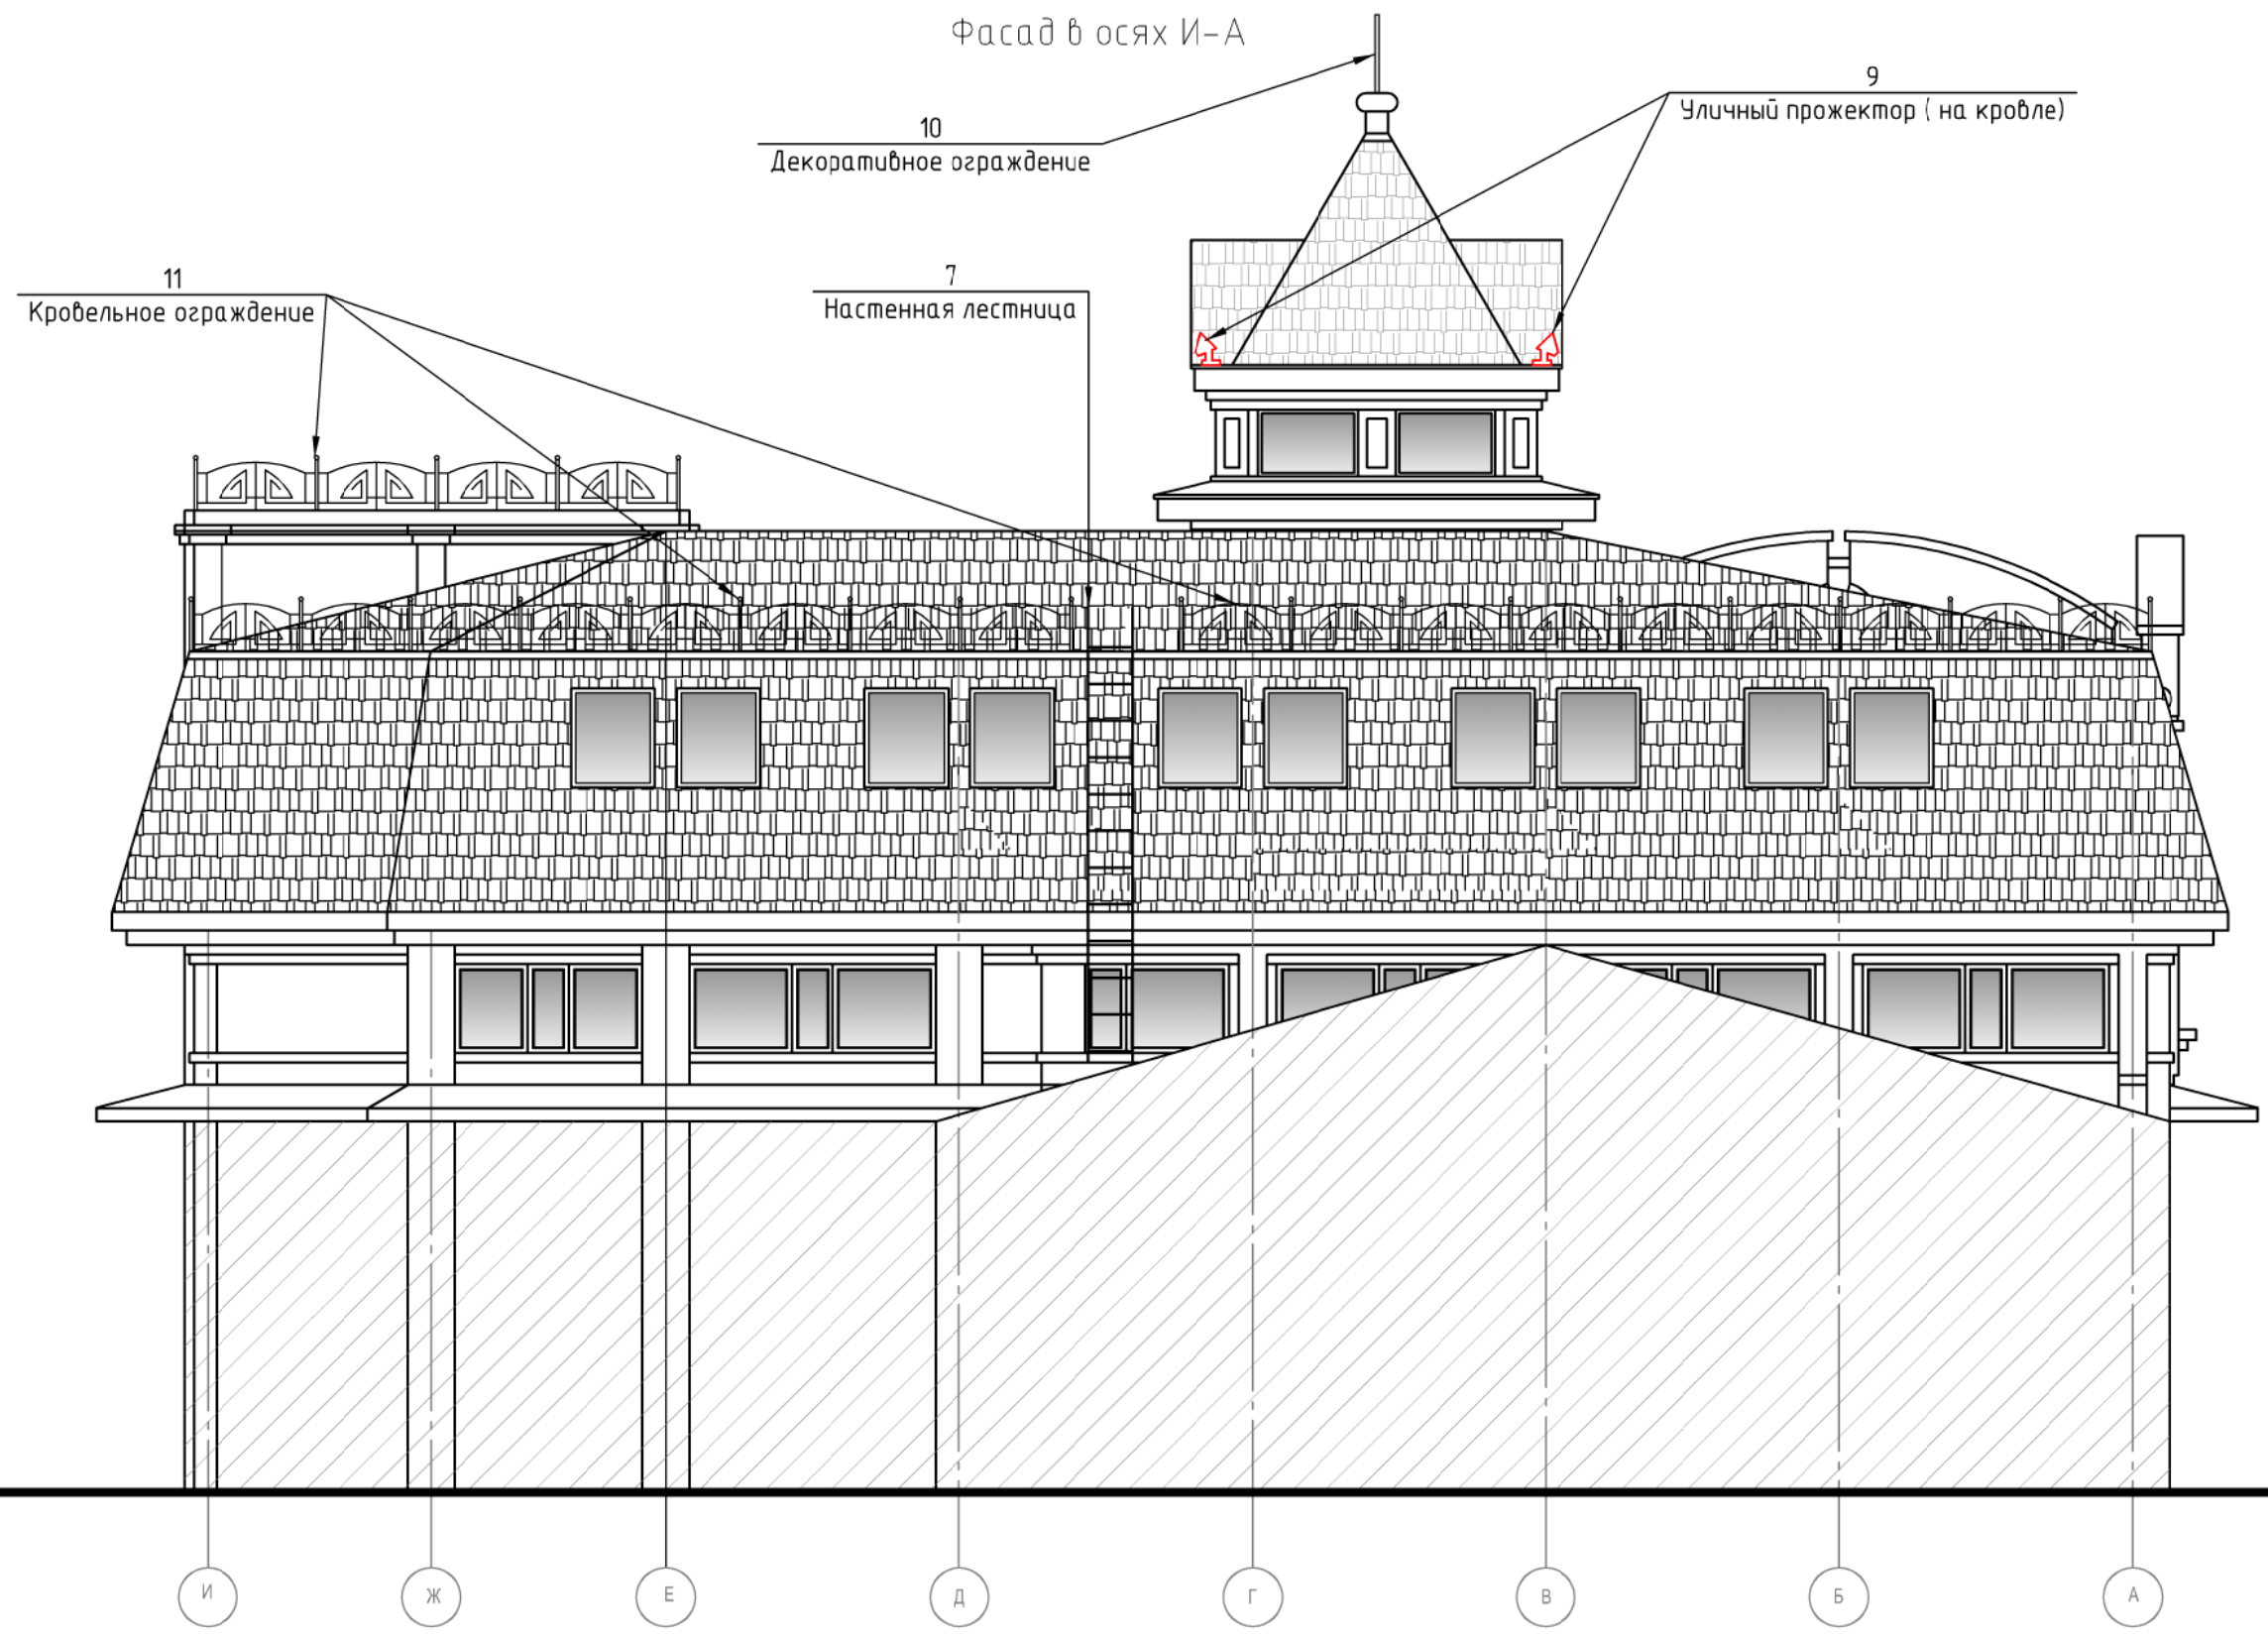 Фасад в осях И-А
9
Уличный прожектор ( на кровле)
10
Декоративное ограждение
11
Кровельное ограждение
7
Настенная лестница
И Ж Е Д Г В Б А